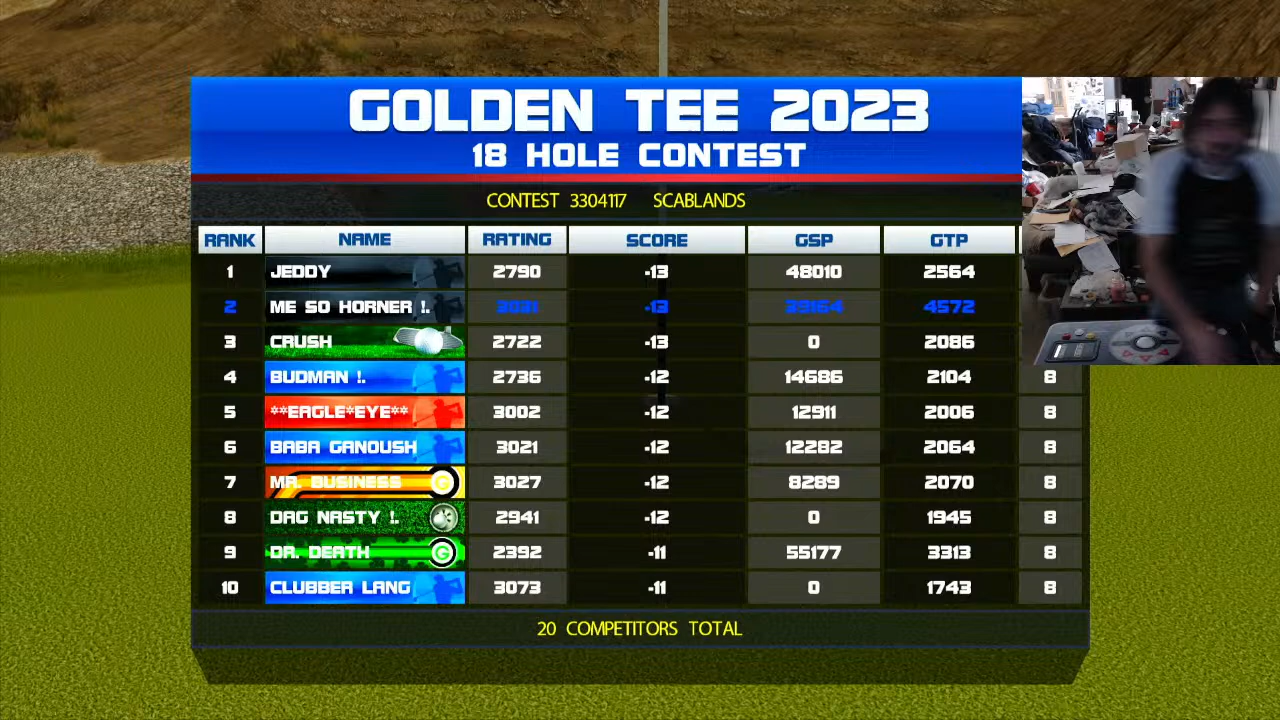 GOLDEN TEE 2023
18 HOLE CONTEST
CONTEST 3304117 SCABLANDS
RANK NAME RATING SCORE GSP GTP
1 JEDDY 2790 -13 48010 2564
2 ME SO HORNER !. 3031 -13 39164 4572
3 CRUSH 2722 -13 0 2086
4 BUDMAN !. 2736 -12 14686 2104 8
5 **EAGLE*EYE** 3002 -12 12911 2006 8
6 BABA GANOUSH 3021 -12 12282 2064 8
7 MR. BUSINESS 3027 -12 8289 2070 8
8 DAG NASTY !. 2941 -12 0 1945 8
9 DR. DEATH 2392 -11 55177 3313 8
10 CLUBBER LANG 3073 -11 0 1743 8
20 COMPETITORS TOTAL